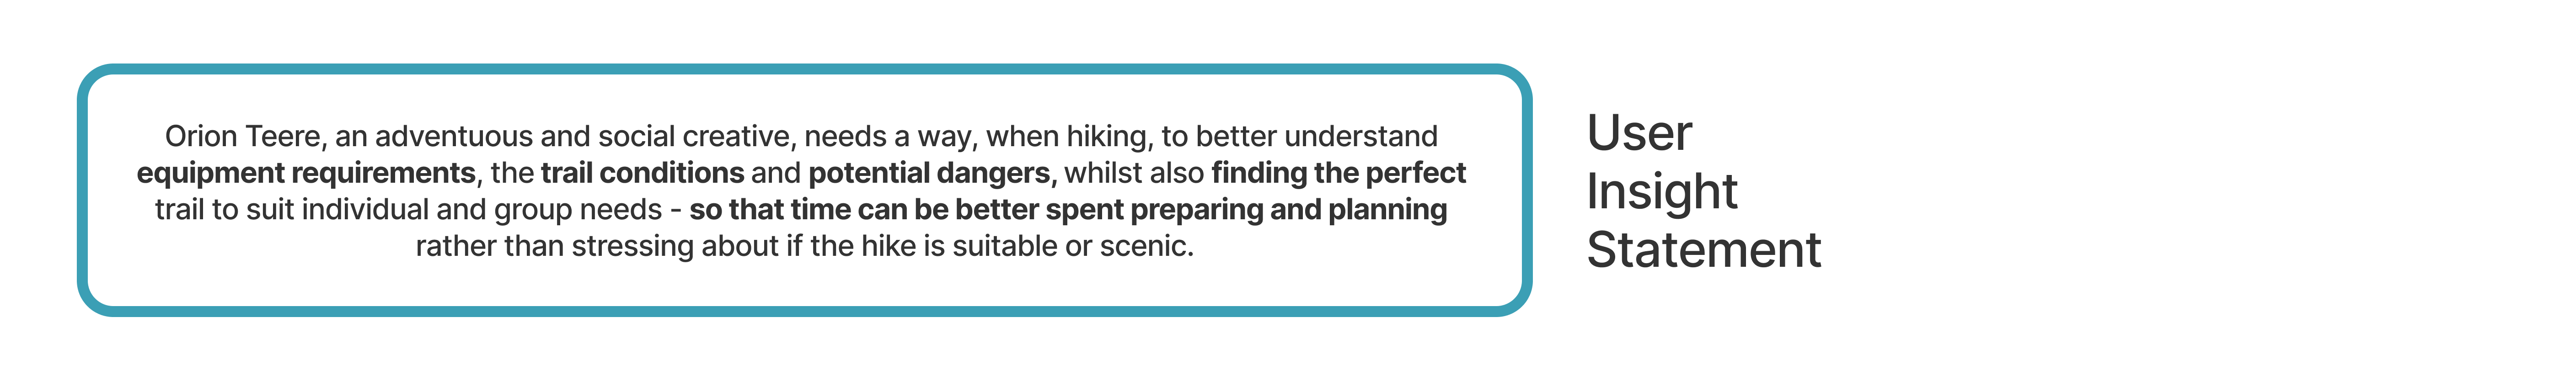 Orion Teere, an adventuous and social creative, needs a way, when hiking, to better understand
equipment requirements, the trail conditions and potential dangers, whilst also finding the perfect
trail to suit individual and group needs - so that time can be better spent preparing and planning
rather than stressing about if the hike is suitable or scenic.
User
Insight
Statement